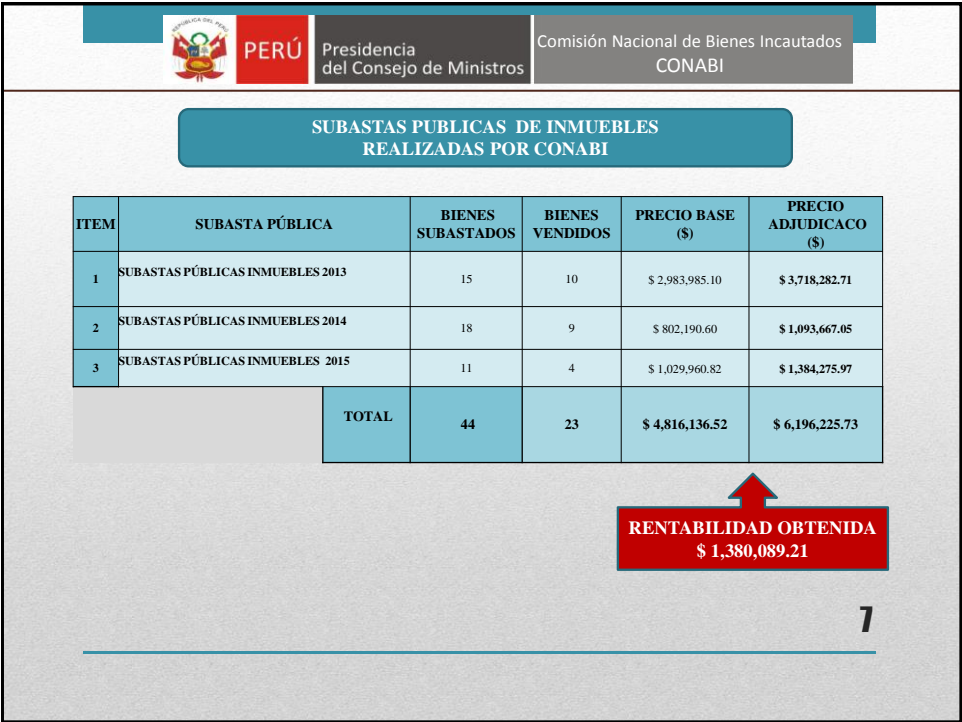 REPÚBLICA DEL PERÚ
PERÚ
Presidencia
del Consejo de Ministros
Comisión Nacional de Bienes Incautados
CONABI
SUBASTAS PUBLICAS DE INMUEBLES
REALIZADAS POR CONABI
ITEM SUBASTA PÚBLICA BIENES SUBASTADOS BIENES VENDIDOS PRECIO BASE ($) PRECIO ADJUDICACO ($)
1 SUBASTAS PÚBLICAS INMUEBLES 2013 15 10 $ 2,983,985.10 $ 3,718,282.71
2 SUBASTAS PÚBLICAS INMUEBLES 2014 18 9 $ 802,190.60 $ 1,093,667.05
3 SUBASTAS PÚBLICAS INMUEBLES 2015 11 4 $ 1,029,960.82 $ 1,384,275.97
TOTAL 44 23 $ 4,816,136.52 $ 6,196,225.73
RENTABILIDAD OBTENIDA
$ 1,380,089.21
7